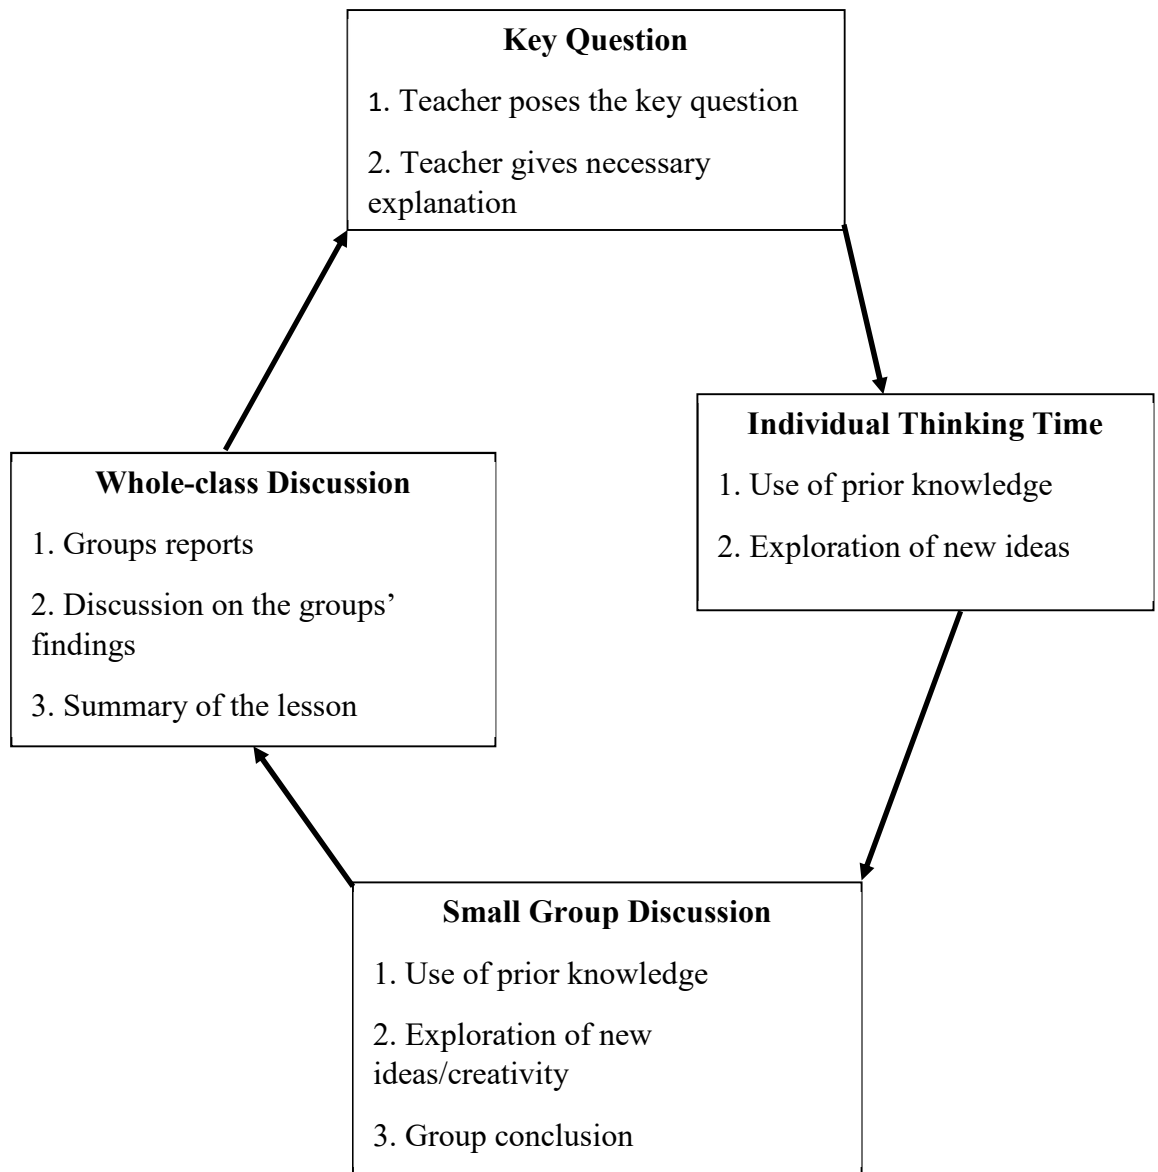 Key Question
1. Teacher poses the key question
2. Teacher gives necessary
explanation
Individual Thinking Time
1. Use of prior knowledge
2. Exploration of new ideas
Small Group Discussion
1. Use of prior knowledge
2. Exploration of new
ideas/creativity
3. Group conclusion
Whole-class Discussion
1. Groups reports
2. Discussion on the groups’
findings
3. Summary of the lesson